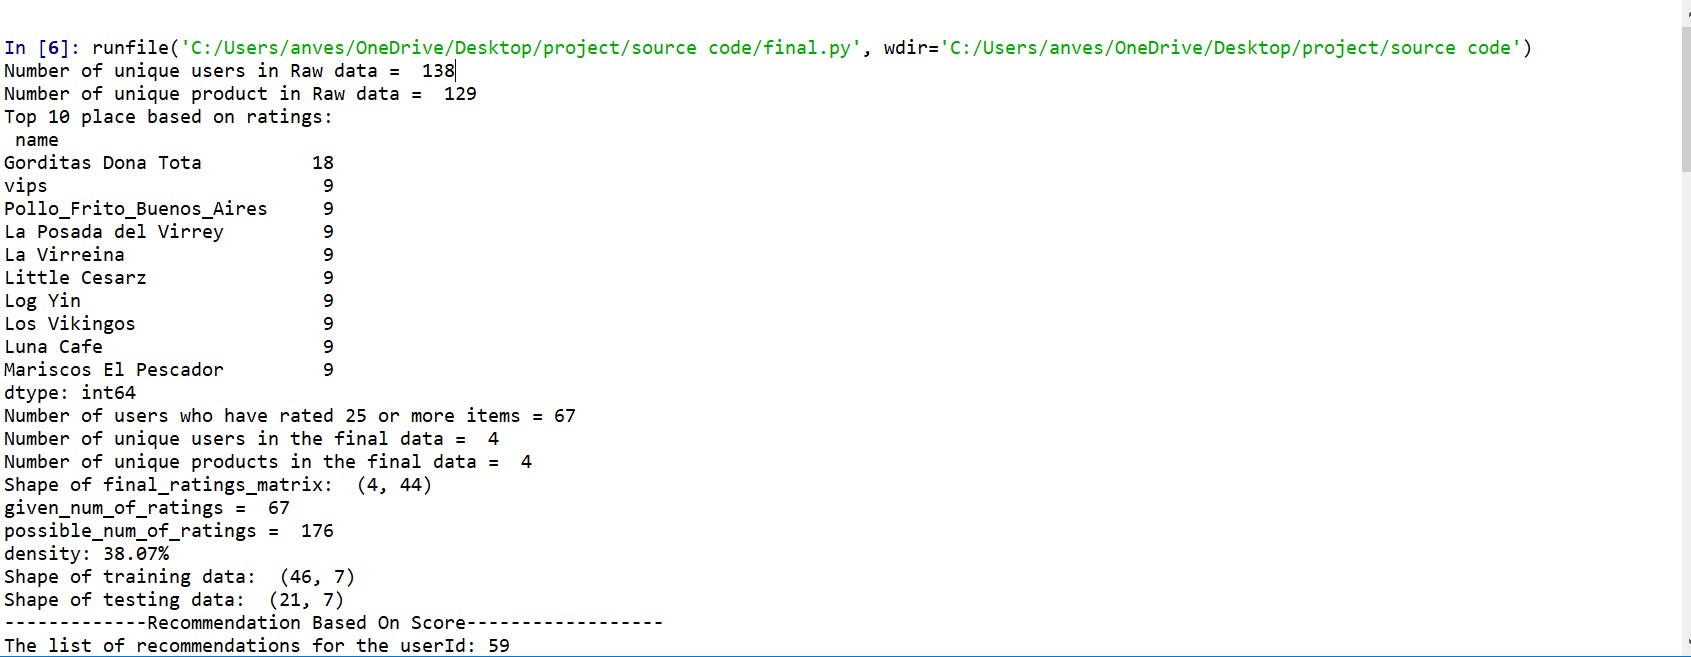 In [6]: runfile('C:/Users/anves/OneDrive/Desktop/project/source code/final.py', wdir='C:/Users/anves/OneDrive/Desktop/project/source code')
Number of unique users in Raw data =  138
Number of unique product in Raw data =  129
Top 10 place based on ratings:
 name
Gorditas Dona Tota          18
vips                         9
Pollo_Frito_Buenos_Aires     9
La Posada del Virrey         9
La Virreina                  9
Little Cesarz                9
Log Yin                      9
Los Vikingos                 9
Luna Cafe                    9
Mariscos El Pescador         9
dtype: int64
Number of users who have rated 25 or more items = 67
Number of unique users in the final data =  4
Number of unique products in the final data =  4
Shape of final_ratings_matrix:  (4, 44)
given_num_of_ratings =  67
possible_num_of_ratings =  176
density: 38.07%
Shape of training data:  (46, 7)
Shape of testing data:  (21, 7)
-------------Recommendation Based On Score------------------
The list of recommendations for the userId: 59